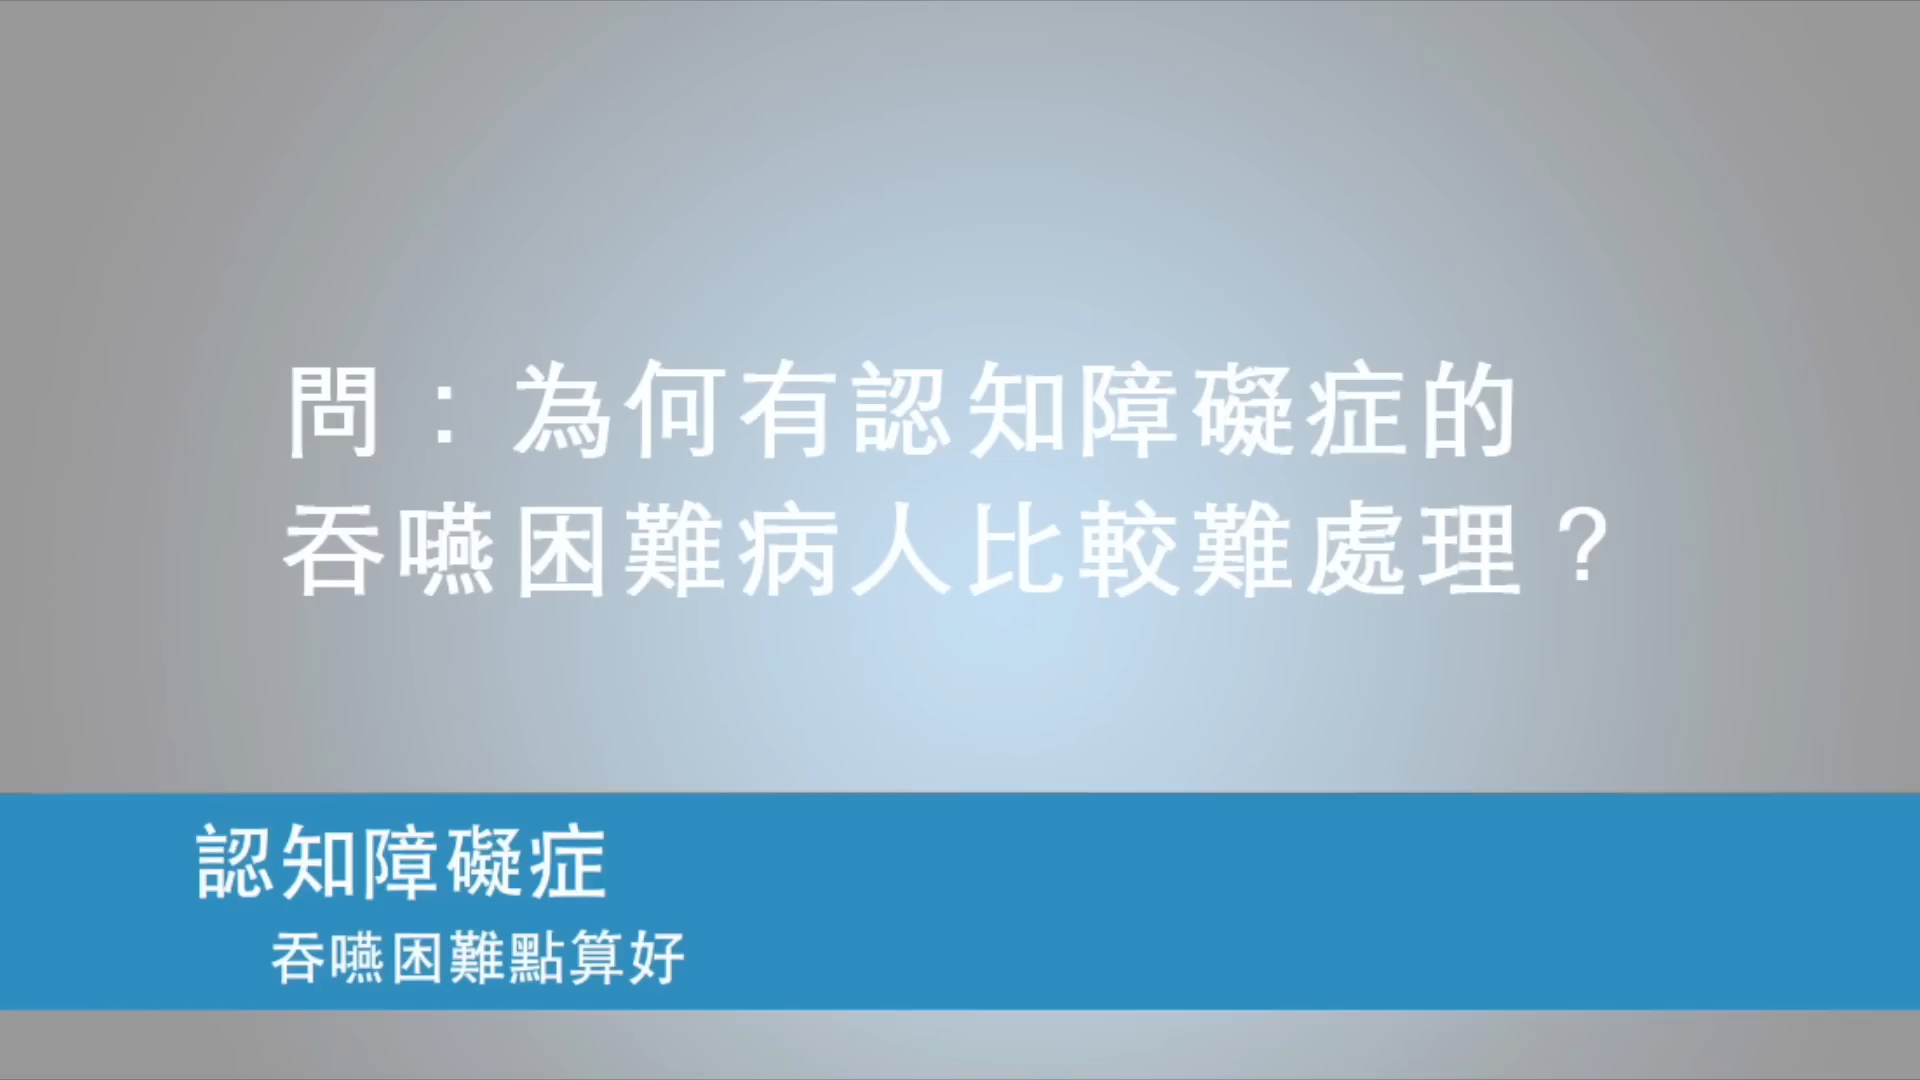 問：為何有認知障礙症的
吞嚥困難病人比較難處理？
認知障礙症
吞嚥困難點算好